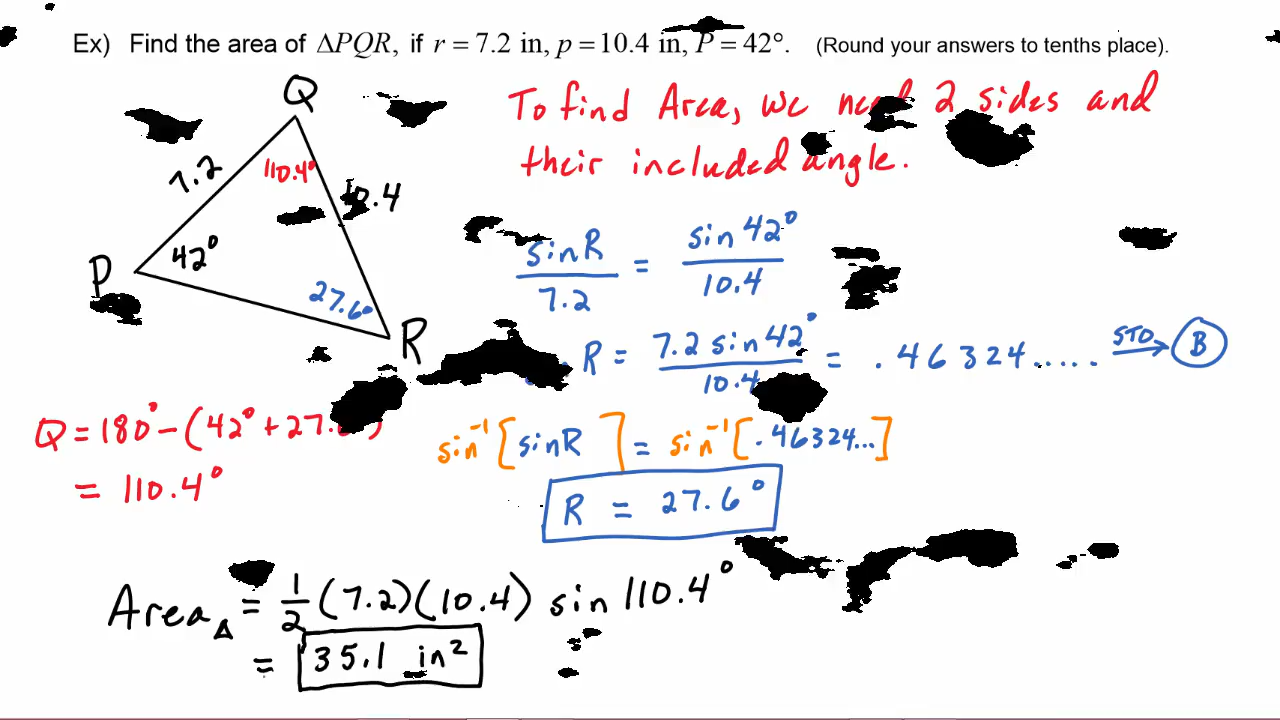 Ex) Find the area of ΔPQR, if r = 7.2 in, p = 10.4 in, P = 42°. (Round your answers to tenths place).
Q
To find Area, we need 2 sides and
their included angle.
7.2
110.4°
10.4
42°
P
27.6°
R
sin R / 7.2 = sin 42° / 10.4
R = 7.2 sin 42° / 10.4 = .46324..... STO → B
Q = 180° - (42° + 27.
= 110.4°
sin⁻¹[sin R] = sin⁻¹[.46324...]
R = 27.6°
Area Δ = 1/2 (7.2)(10.4) sin 110.4°
= 35.1 in²